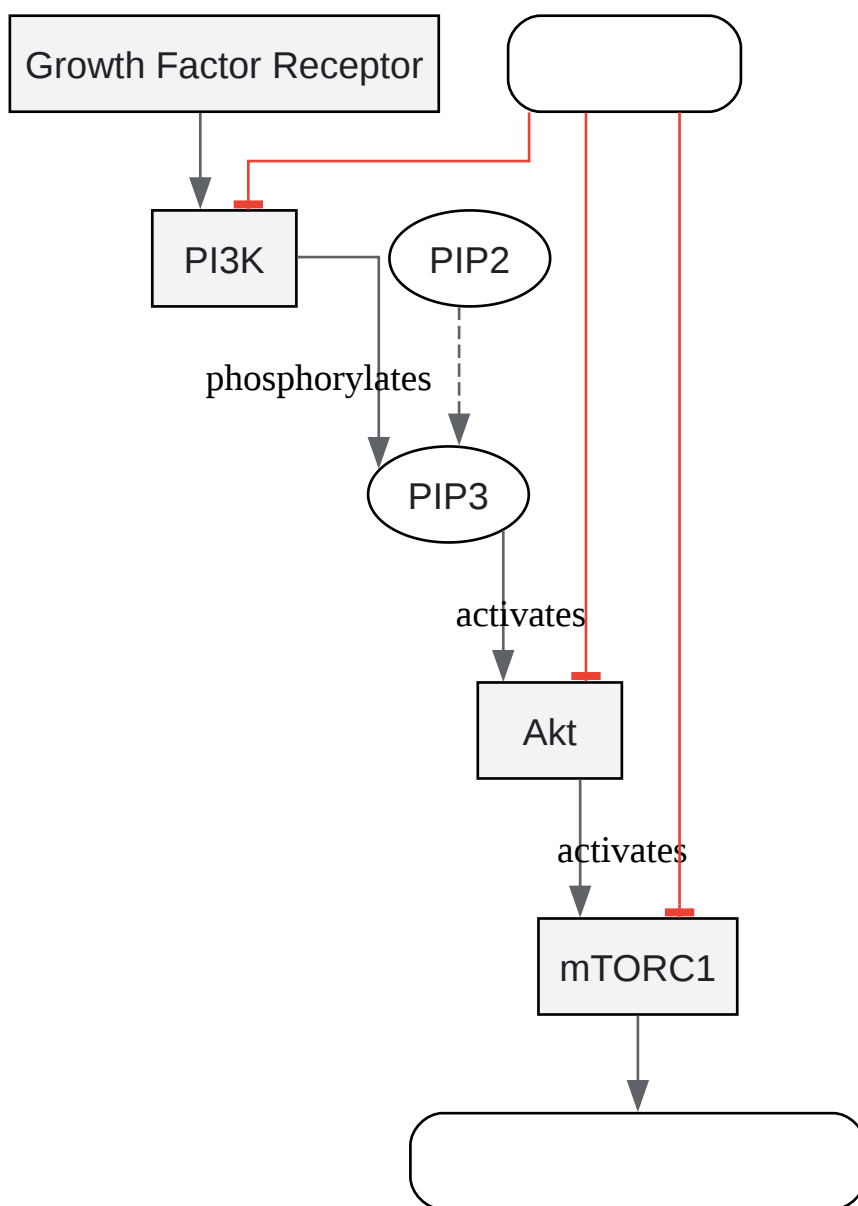 Growth Factor Receptor
PI3K
PIP2
phosphorylates
PIP3
activates
Akt
activates
mTORC1